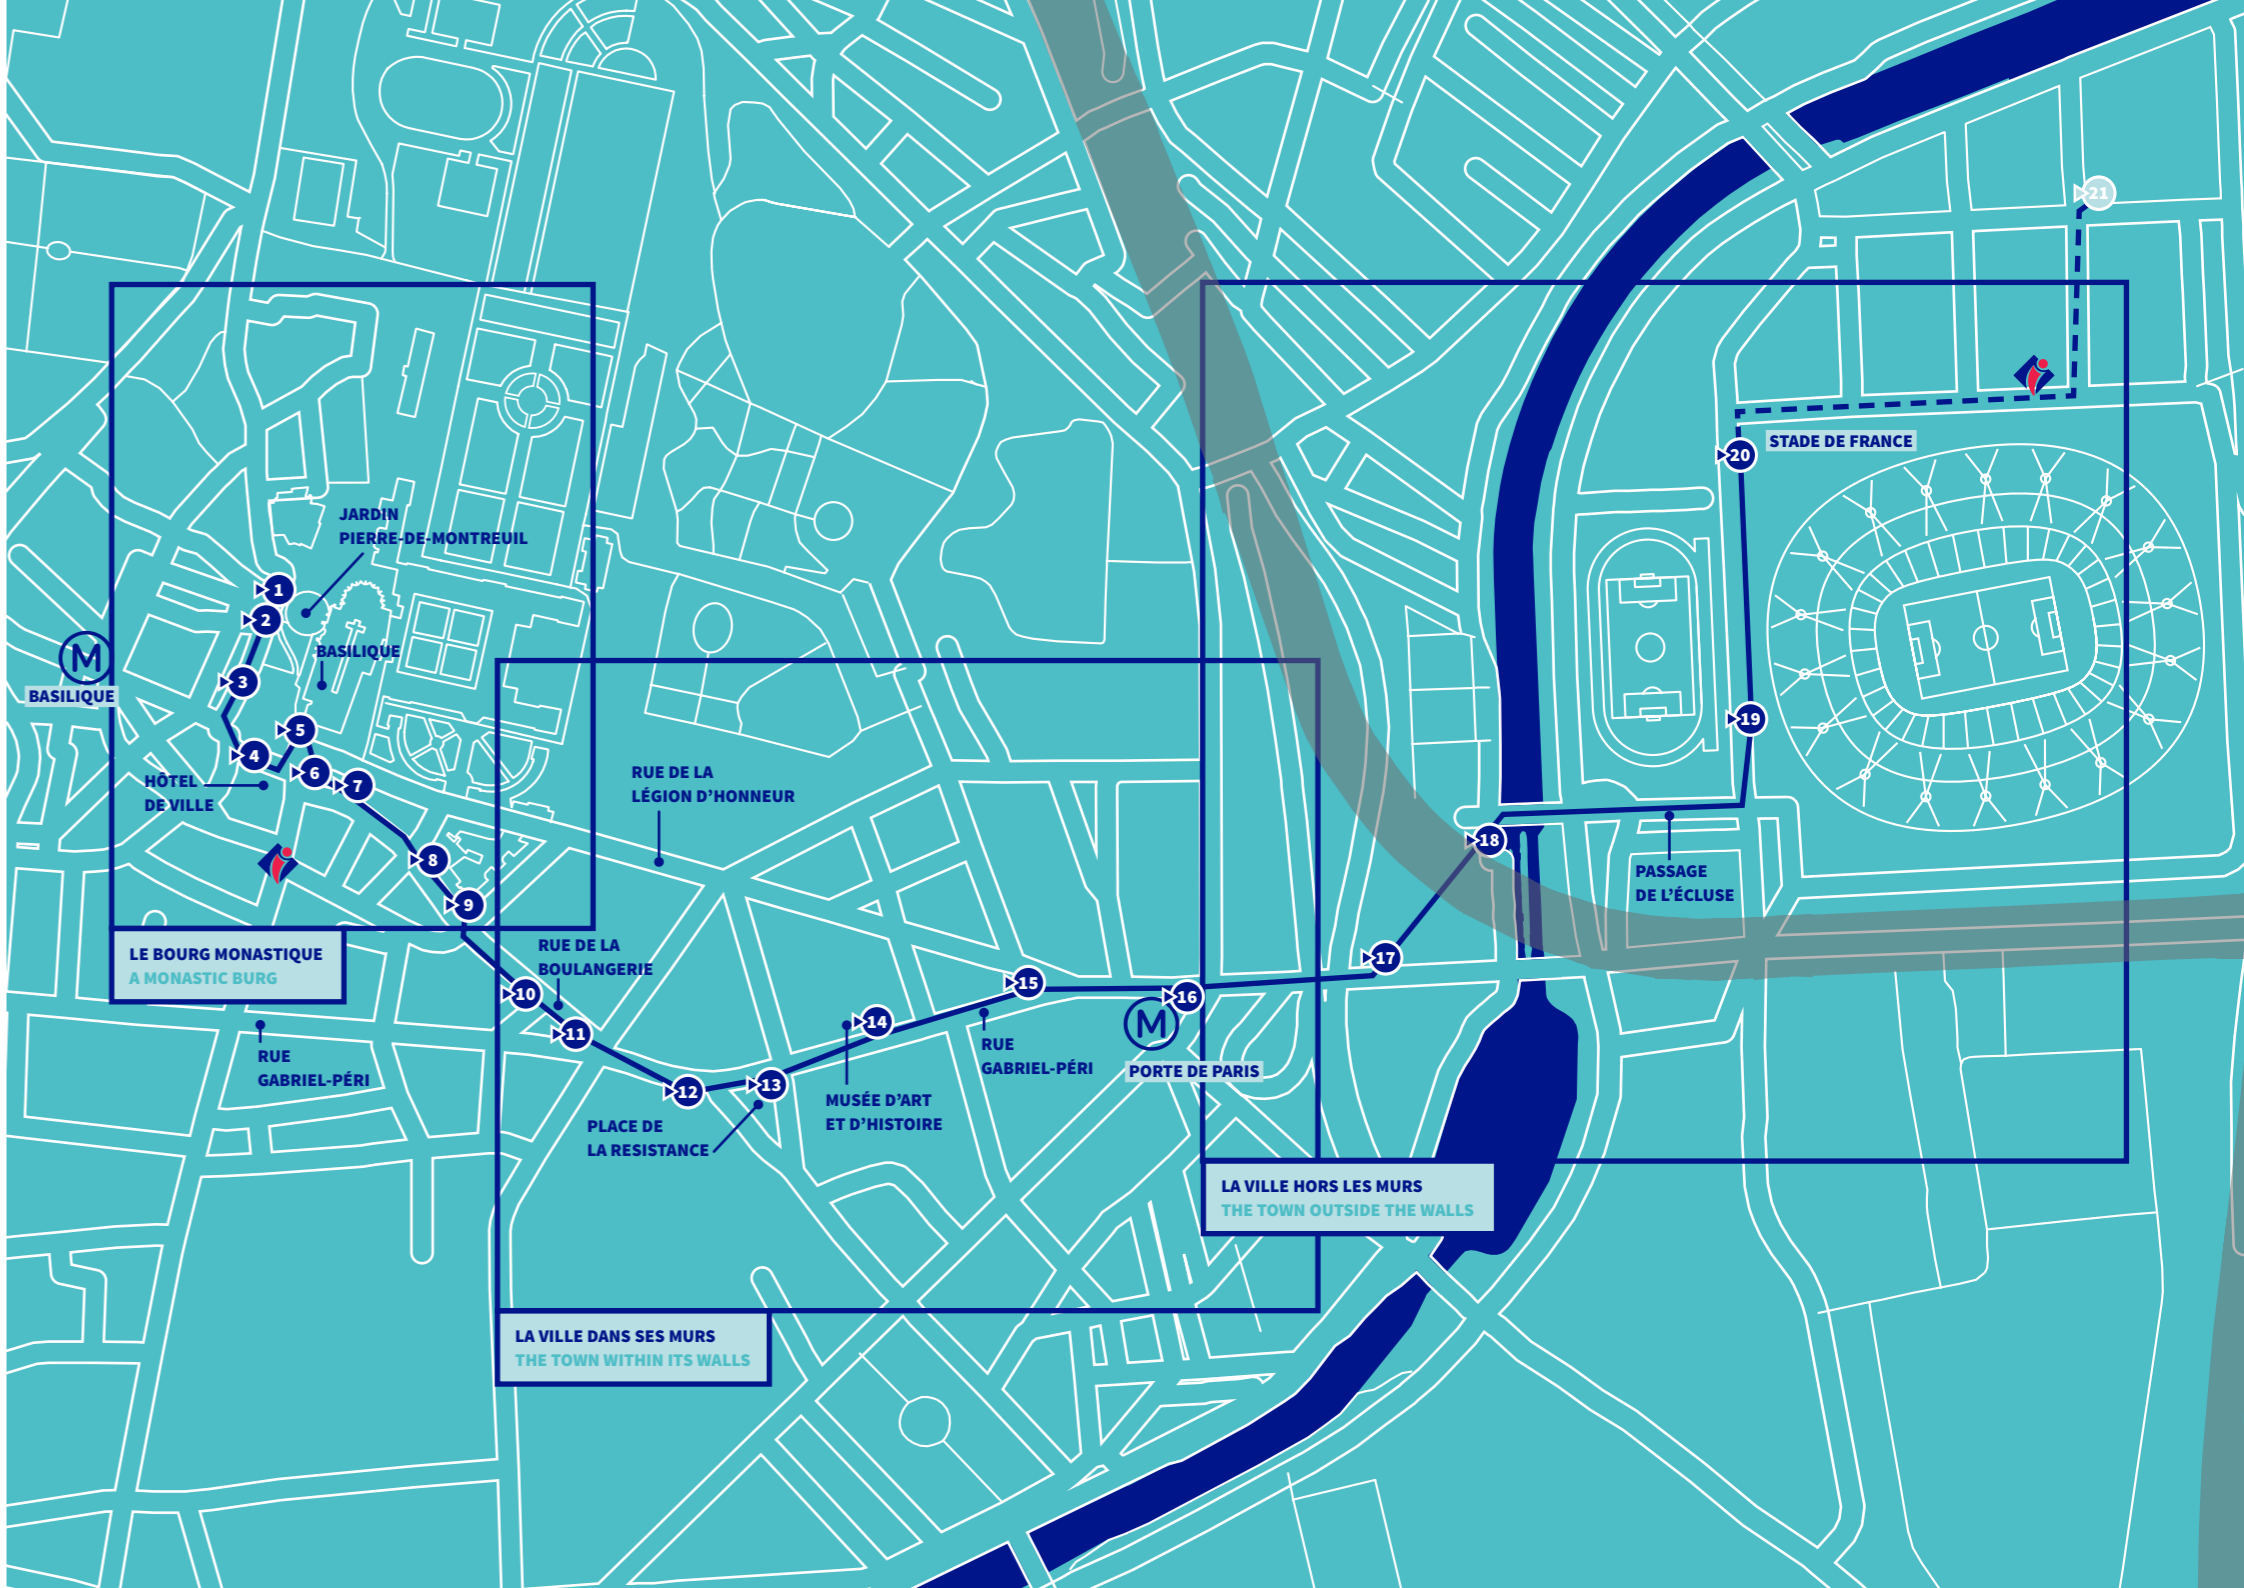 21
STADE DE FRANCE
20
JARDIN
PIERRE-DE-MONTREUIL
1
2
BASILIQUE
M
BASILIQUE
3
19
5
4
6
7
HÔTEL
DE VILLE
RUE DE LA
LÉGION D'HONNEUR
8
18
PASSAGE
DE L'ÉCLUSE
9
LE BOURG MONASTIQUE
A MONASTIC BURG
RUE DE LA
BOULANGERIE
17
10
15
16
11
14
M
RUE
GABRIEL-PÉRI
RUE
GABRIEL-PÉRI
PORTE DE PARIS
12
13
MUSÉE D'ART
ET D'HISTOIRE
PLACE DE
LA RESISTANCE
LA VILLE HORS LES MURS
THE TOWN OUTSIDE THE WALLS
LA VILLE DANS SES MURS
THE TOWN WITHIN ITS WALLS